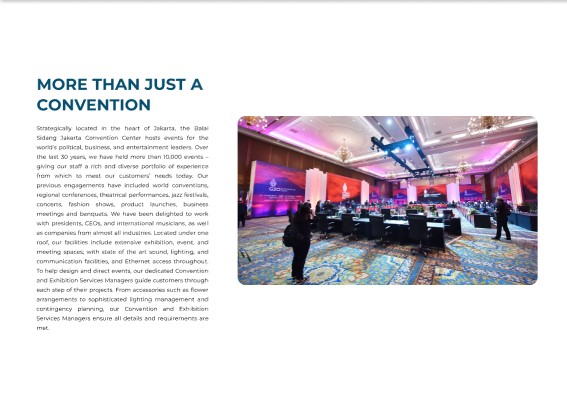 MORE THAN JUST A
CONVENTION
Strategically located in the heart of Jakarta, the Balai
Sidang Jakarta Convention Center hosts events for the
world's political, business, and entertainment leaders. Over
the last 30 years, we have held more than 10,000 events –
giving our staff a rich and diverse portfolio of experience
from which to meet our customers' needs today. Our
previous engagements have included world conventions,
regional conferences, theatrical performances, jazz festivals,
concerts, fashion shows, product launches, business
meetings and banquets. We have been delighted to work
with presidents, CEOs, and international musicians, as well
as companies from almost all industries. Located under one
roof, our facilities include extensive exhibition, event, and
meeting spaces; with state of the art sound, lighting, and
communication facilities, and Ethernet access throughout.
To help design and direct events, our dedicated Convention
and Exhibition Services Managers guide customers through
each step of their projects. From accessories such as flower
arrangements to sophisticated lighting management and
contingency planning, our Convention and Exhibition
Services Managers ensure all details and requirements are
met.
G20